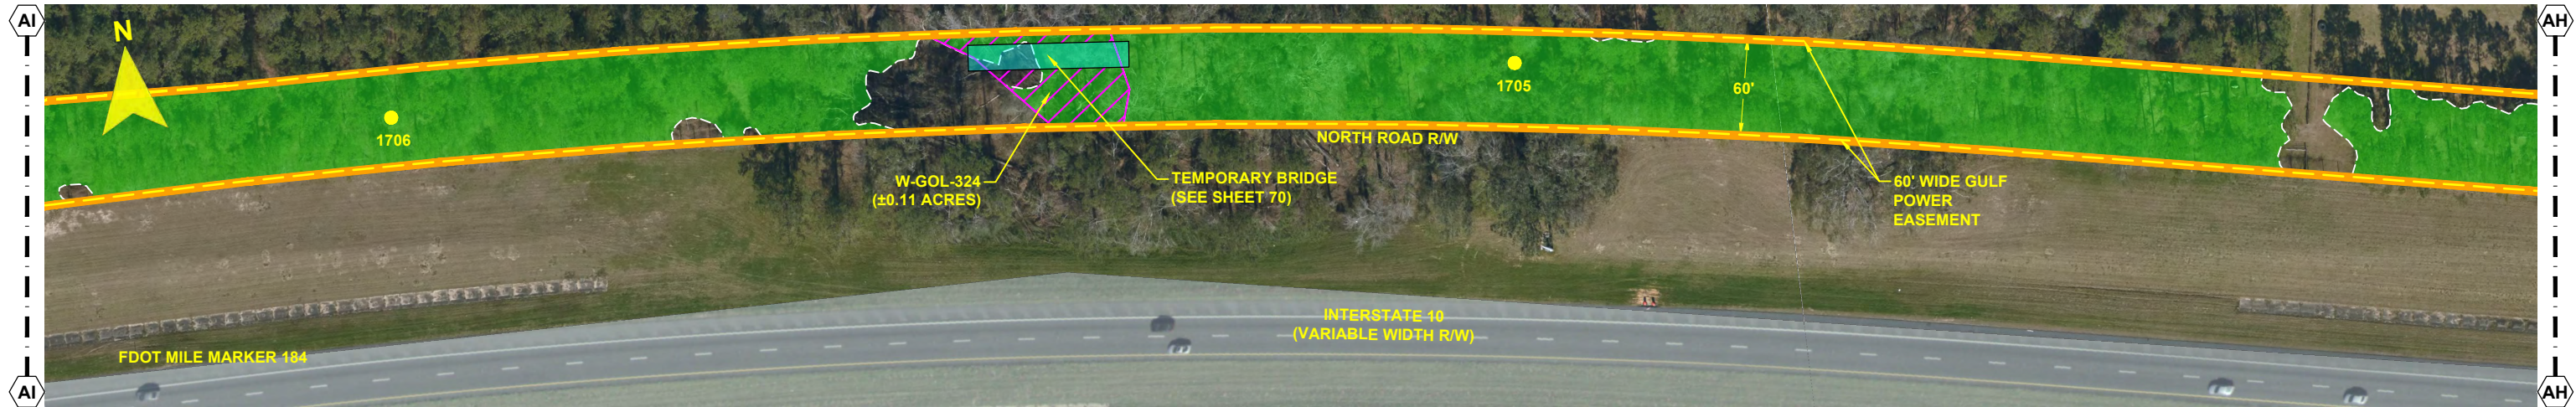 AI
AH
N
1706
1705
60'
NORTH ROAD R/W
W-GOL-324
(±0.11 ACRES)
TEMPORARY BRIDGE
(SEE SHEET 70)
60' WIDE GULF
POWER
EASEMENT
INTERSTATE 10
(VARIABLE WIDTH R/W)
FDOT MILE MARKER 184
AI
AH